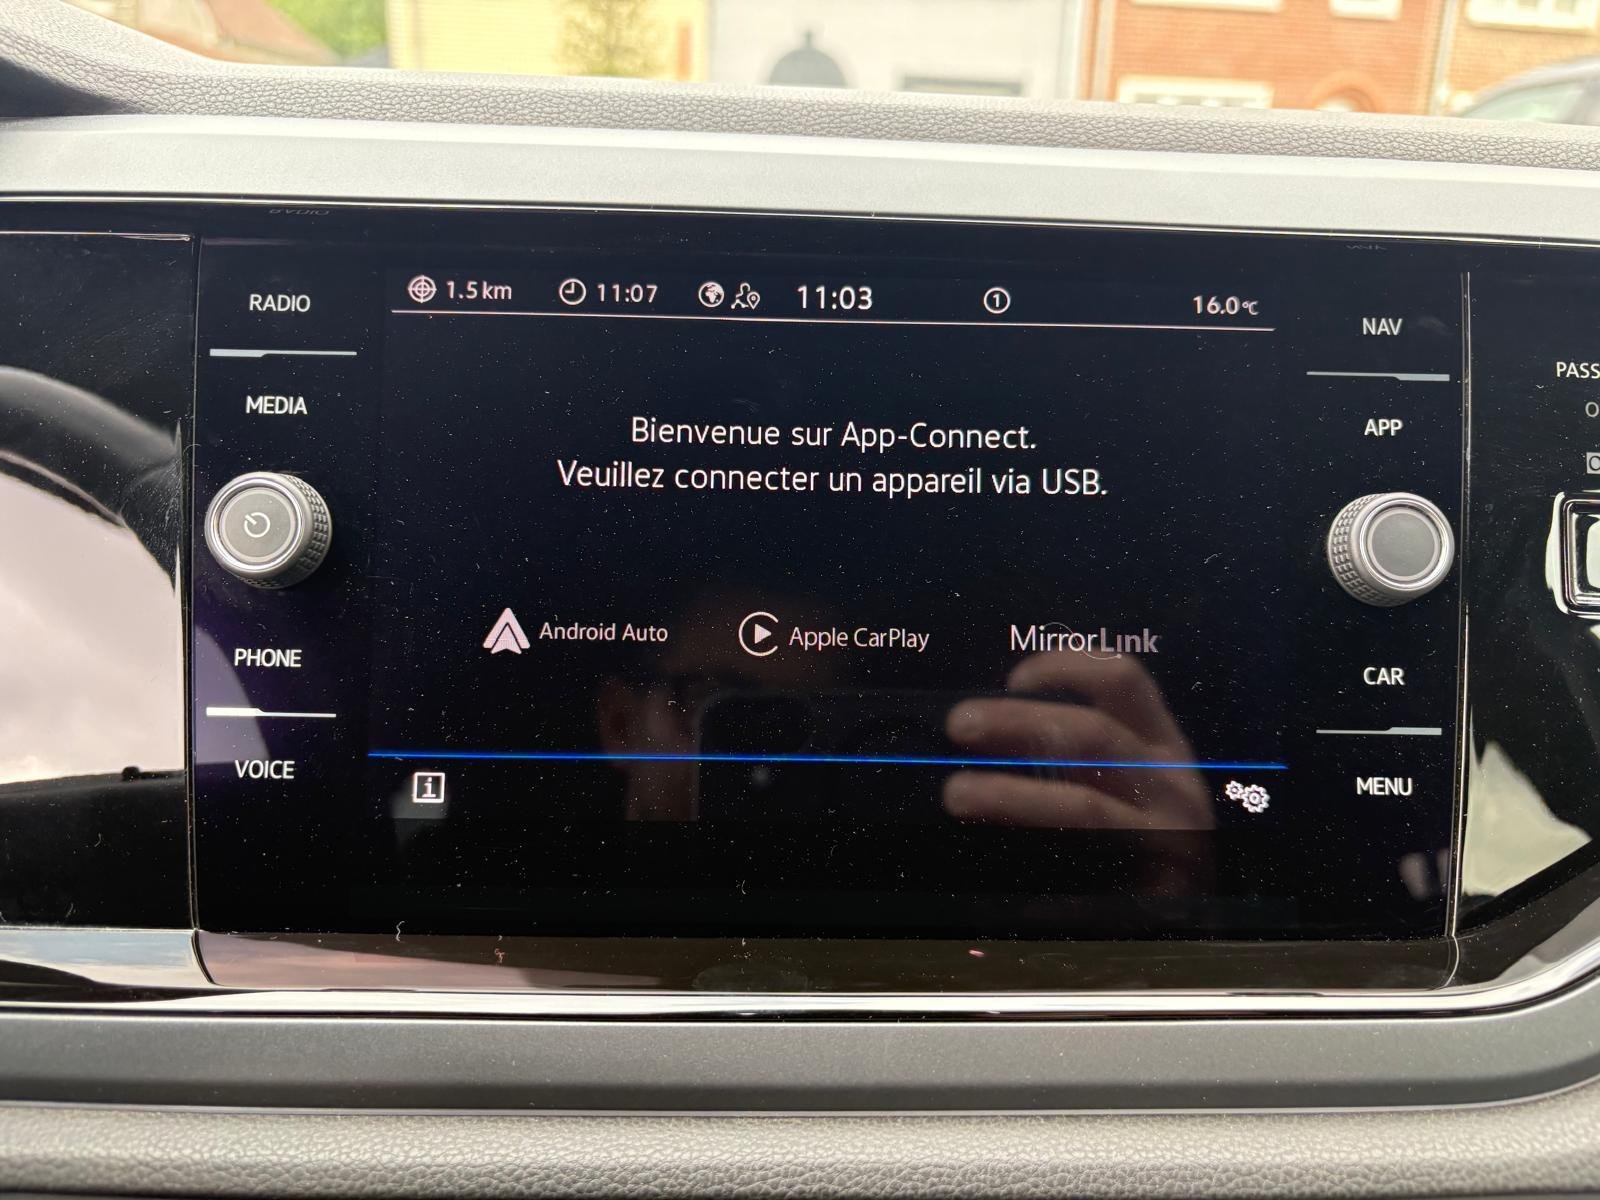 RADIO
MEDIA
PHONE
VOICE
1.5 km 11:07 11:03 1 16.0°C
Bienvenue sur App-Connect.
Veuillez connecter un appareil via USB.
Android Auto Apple CarPlay MirrorLink
i
NAV
APP
CAR
MENU
PASS